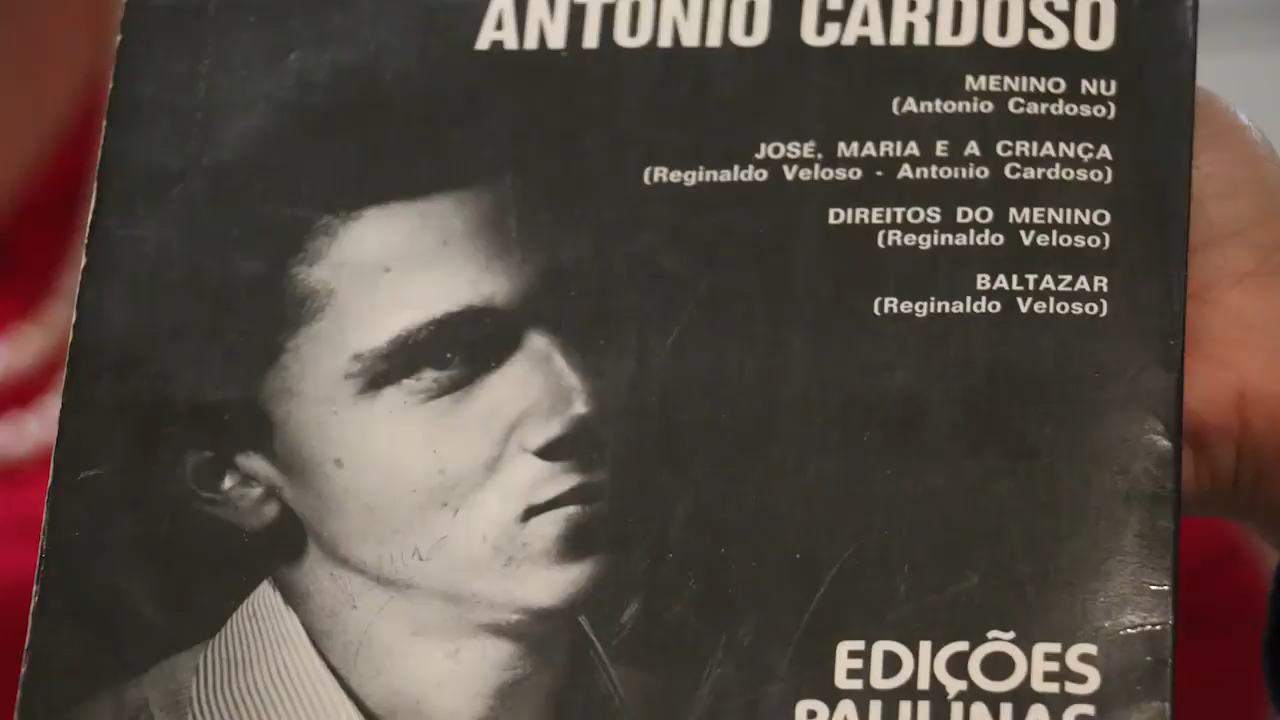 ANTONIO CARDOSO
MENINO NU
(Antonio Cardoso)
JOSÉ, MARIA E A CRIANÇA
(Reginaldo Veloso - Antonio Cardoso)
DIREITOS DO MENINO
(Reginaldo Veloso)
BALTAZAR
(Reginaldo Veloso)
EDIÇÕES
PAULINAS